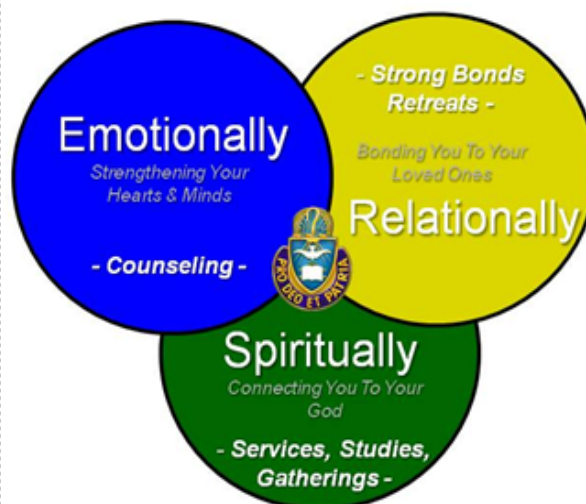 Emotionally
Strengthening Your
Hearts & Minds
- Counseling -
- Strong Bonds
Retreats -
Bonding You To Your
Loved Ones
Relationally
PRO DEO ET PATRIA
Spiritually
Connecting You To Your
God
- Services, Studies,
Gatherings -